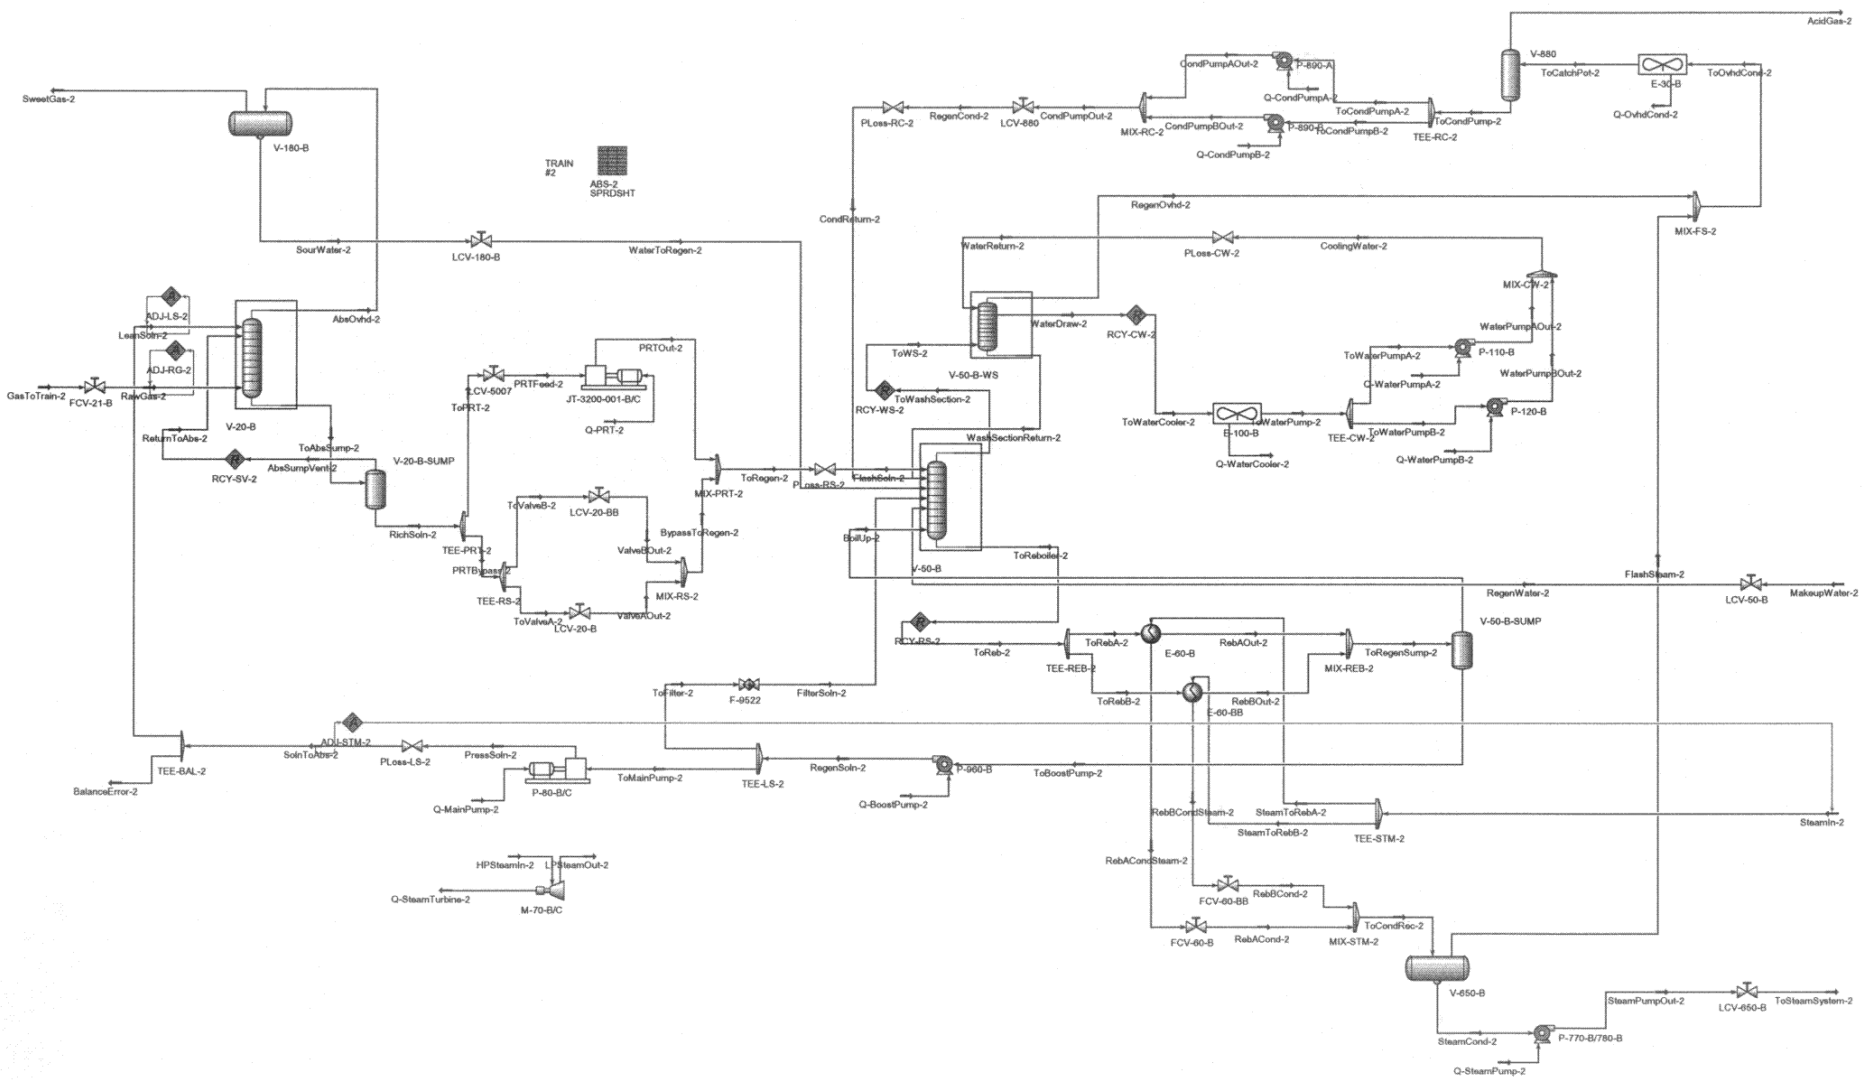 AcidGas-2
V-880
CondPumpAOut-2
P-890-A
ToCatchPot-2
ToOvhdCond-2
E-30-B
SweetGas-2
Q-CondPumpA-2
ToCondPumpA-2
Q-OvhdCond-2
PLoss-RC-2
RegenCond-2
LCV-880
CondPumpOut-2
MIX-RC-2
CondPumpBOut-2
P-890-B
ToCondPumpB-2
ToCondPump-2
TEE-RC-2
V-180-B
Q-CondPumpB-2
TRAIN
#2
ABS-2
SPRDSHT
CondReturn-2
RegenOvhd-2
MIX-FS-2
SourWater-2
LCV-180-B
WaterToRegen-2
WaterReturn-2
PLoss-CW-2
CoolingWater-2
MIX-CW-2
ADJ-LS-2
AbsOvhd-2
LeanSoln-2
WaterDraw-2
RCY-CW-2
WaterPumpAOut-2
ToWS-2
PRTOut-2
ToWaterPumpA-2
P-110-B
ADJ-RG-2
V-50-B-WS
WaterPumpBOut-2
GasToTrain-2
FCV-21-B
RawGas-2
LCV-5007
PRTFeed-2
JT-3200-001-B/C
RCY-WS-2
ToWashSection-2
Q-WaterPumpA-2
ToPRT-2
P-120-B
V-20-B
Q-PRT-2
ToWaterCooler-2
E-100-B
ToWaterPump-2
TEE-CW-2
ToWaterPumpB-2
ReturnToAbs-2
ToAbsSump-2
WashSectionReturn-2
V-20-B-SUMP
Q-WaterCooler-2
Q-WaterPumpB-2
RCY-SV-2
AbsSumpVent-2
MIX-PRT-2
ToRegen-2
PLoss-RS-2
FlashSoln-2
ToValveB-2
LCV-20-BB
RichSoln-2
TEE-PRT-2
BypassToRegen-2
ValveBOut-2
BoilUp-2
ToReboiler-2
PRTBypass-2
V-50-B
FlashSteam-2
TEE-RS-2
MIX-RS-2
RegenWater-2
LCV-50-B
MakeupWater-2
ToValveA-2
LCV-20-B
ValveAOut-2
V-50-B-SUMP
RCY-RS-2
ToReb-2
ToRebA-2
E-60-B
RebAOut-2
TEE-REB-2
MIX-REB-2
ToRegenSump-2
ToFilter-2
F-9522
FilterSoln-2
ToRebB-2
E-60-BB
RebBOut-2
ADJ-STM-2
SolnToAbs-2
PLoss-LS-2
PressSoln-2
TEE-BAL-2
BalanceError-2
P-80-B/C
ToMainPump-2
TEE-LS-2
RegenSoln-2
P-960-B
ToBoostPump-2
Q-MainPump-2
Q-BoostPump-2
RebBCondSteam-2
SteamToRebA-2
SteamToRebB-2
TEE-STM-2
SteamIn-2
HPSteamIn-2
LPSteamOut-2
RebACondSteam-2
Q-SteamTurbine-2
M-70-B/C
FCV-60-BB
RebBCond-2
FCV-60-B
RebACond-2
MIX-STM-2
ToCondRec-2
V-650-B
SteamPumpOut-2
LCV-650-B
ToSteamSystem-2
SteamCond-2
P-770-B/780-B
Q-SteamPump-2